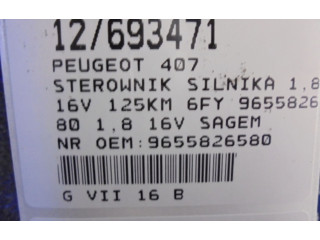 12/693471
PEUGEOT 407
STEROWNIK SILNIKA 1,8
16V 125KM 6FY 9655826
80 1,8 16V SAGEM
NR OEM:9655826580
G VII 16 B